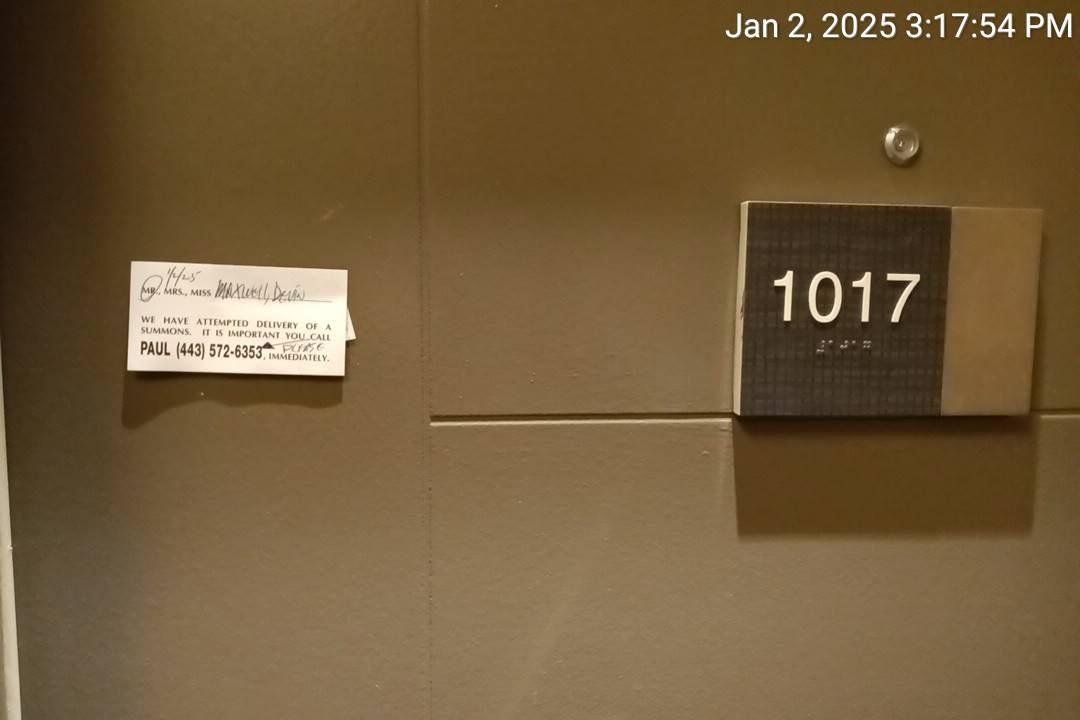 Jan 2, 2025 3:17:54 PM
1/2/25
MR., MRS., MISS MAXWELL, Devin
WE HAVE ATTEMPTED DELIVERY OF A
SUMMONS. IT IS IMPORTANT YOU CALL
PLEASE
PAUL (443) 572-6353, IMMEDIATELY.
1017